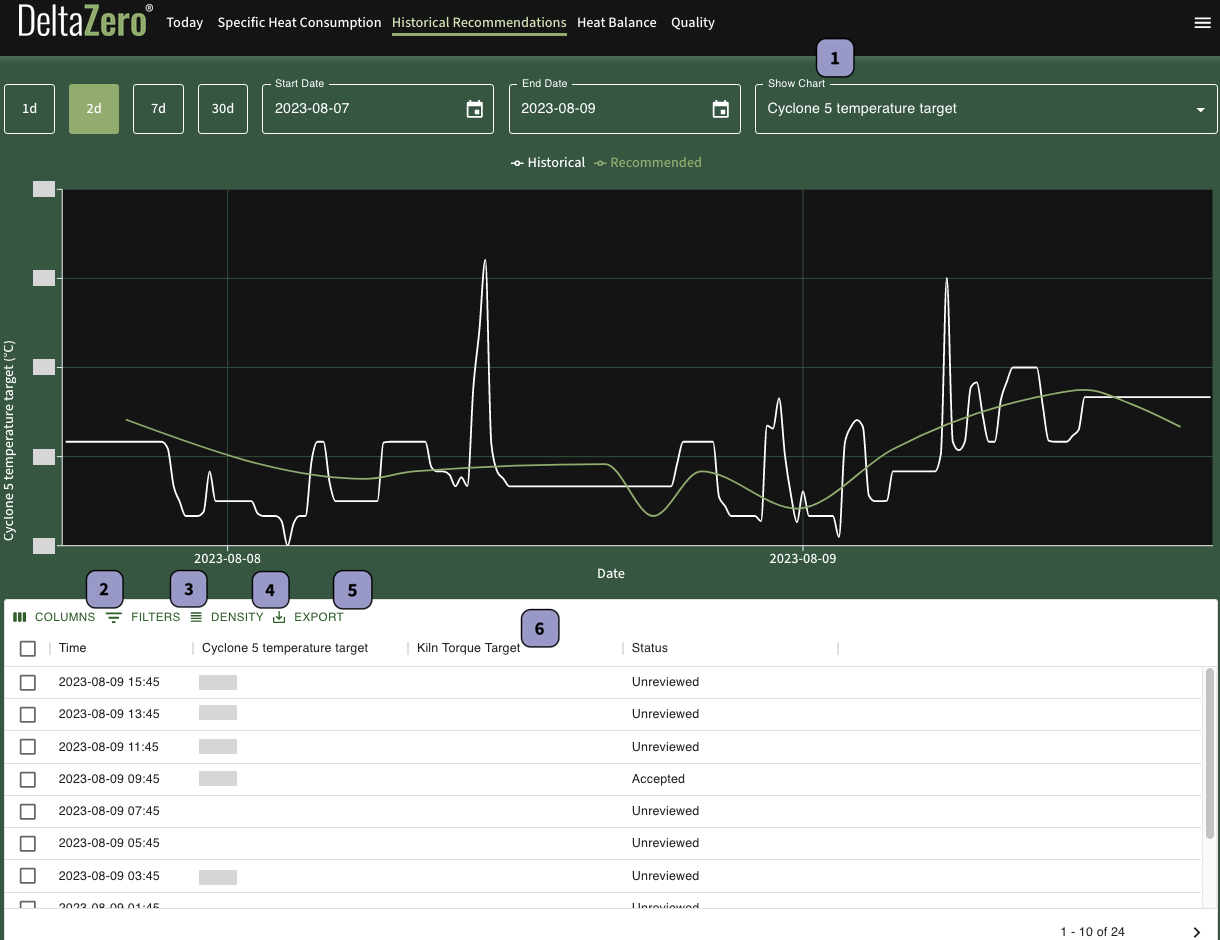 DeltaZero®
Today Specific Heat Consumption Historical Recommendations Heat Balance Quality
1
Start Date End Date Show Chart
1d 2d 7d 30d 2023-08-07 2023-08-09 Cyclone 5 temperature target
Historical Recommended
Cyclone 5 temperature target (°C)
2023-08-08 2023-08-09
Date
2 3 4 5
COLUMNS FILTERS DENSITY EXPORT
6
Time Cyclone 5 temperature target Kiln Torque Target Status
2023-08-09 15:45 Unreviewed
2023-08-09 13:45 Unreviewed
2023-08-09 11:45 Unreviewed
2023-08-09 09:45 Accepted
2023-08-09 07:45 Unreviewed
2023-08-09 05:45 Unreviewed
2023-08-09 03:45 Unreviewed
2023-08-09 01:45 Unreviewed
1 - 10 of 24